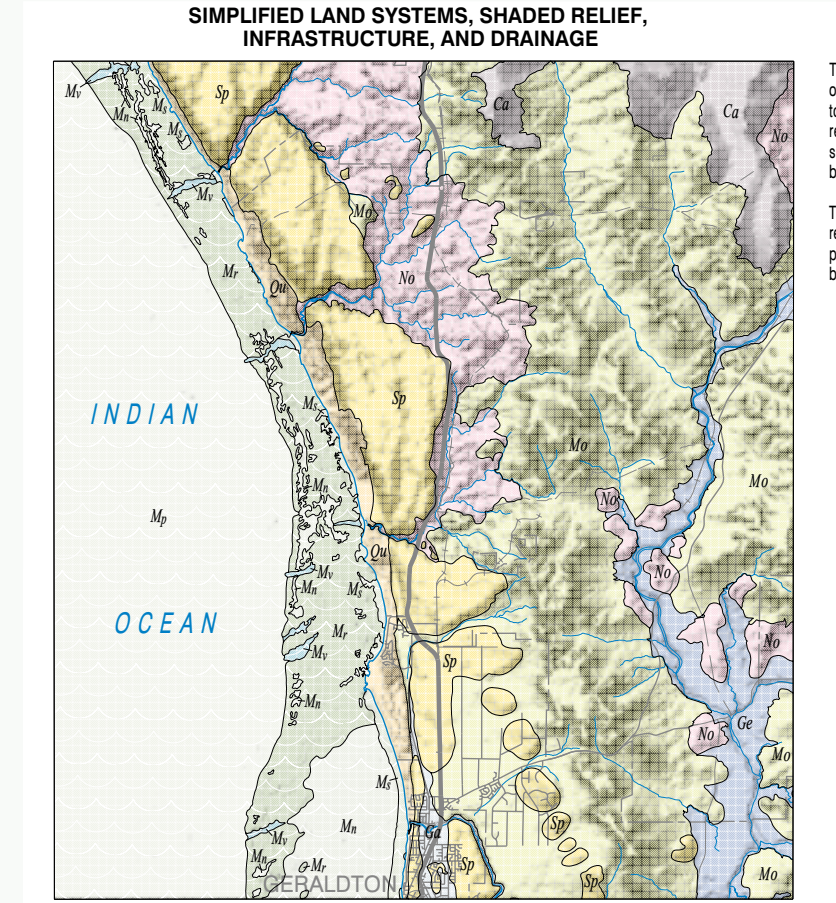 SIMPLIFIED LAND SYSTEMS, SHADED RELIEF,
INFRASTRUCTURE, AND DRAINAGE
Mv
Mn
Ms
Ms
Sp
Ca
Ca
No
Mv
Mo
Mr
Qu
No
INDIAN
Ms
Sp
Mo
Mn
No
Mo
Mp
Qu
Mv
Mn
Ms
No
OCEAN
Mr
Mv
No
Sp
Mn
No
Ge
Mo
Ms
Mn
Ga
Sp
Mv
Mn
Mr
Sp
Sp
Mo
GERALDTON